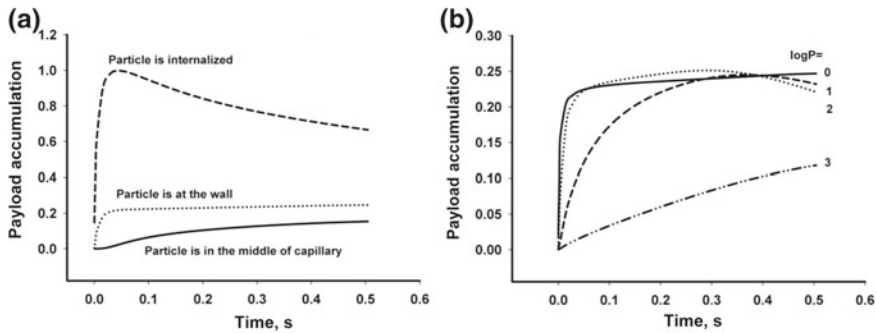 (a)
Payload accumulation
1.2
1.0
0.8
0.6
0.4
0.2
0.0
Particle is internalized
Particle is at the wall
Particle is in the middle of capillary
0.0 0.1 0.2 0.3 0.4 0.5 0.6
Time, s
(b)
Payload accumulation
0.30
0.25
0.20
0.15
0.10
0.05
0.00
logP=
0
1
2
3
0.0 0.1 0.2 0.3 0.4 0.5 0.6
Time, s